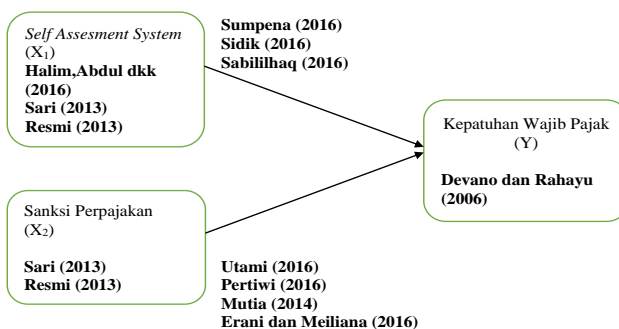 Self Assesment System
(X₁)
Halim,Abdul dkk
(2016)
Sari (2013)
Resmi (2013)
Sumpena (2016)
Sidik (2016)
Sabililhaq (2016)
Kepatuhan Wajib Pajak
(Y)
Devano dan Rahayu
(2006)
Sanksi Perpajakan
(X₂)
Sari (2013)
Resmi (2013)
Utami (2016)
Pertiwi (2016)
Mutia (2014)
Erani dan Meiliana (2016)